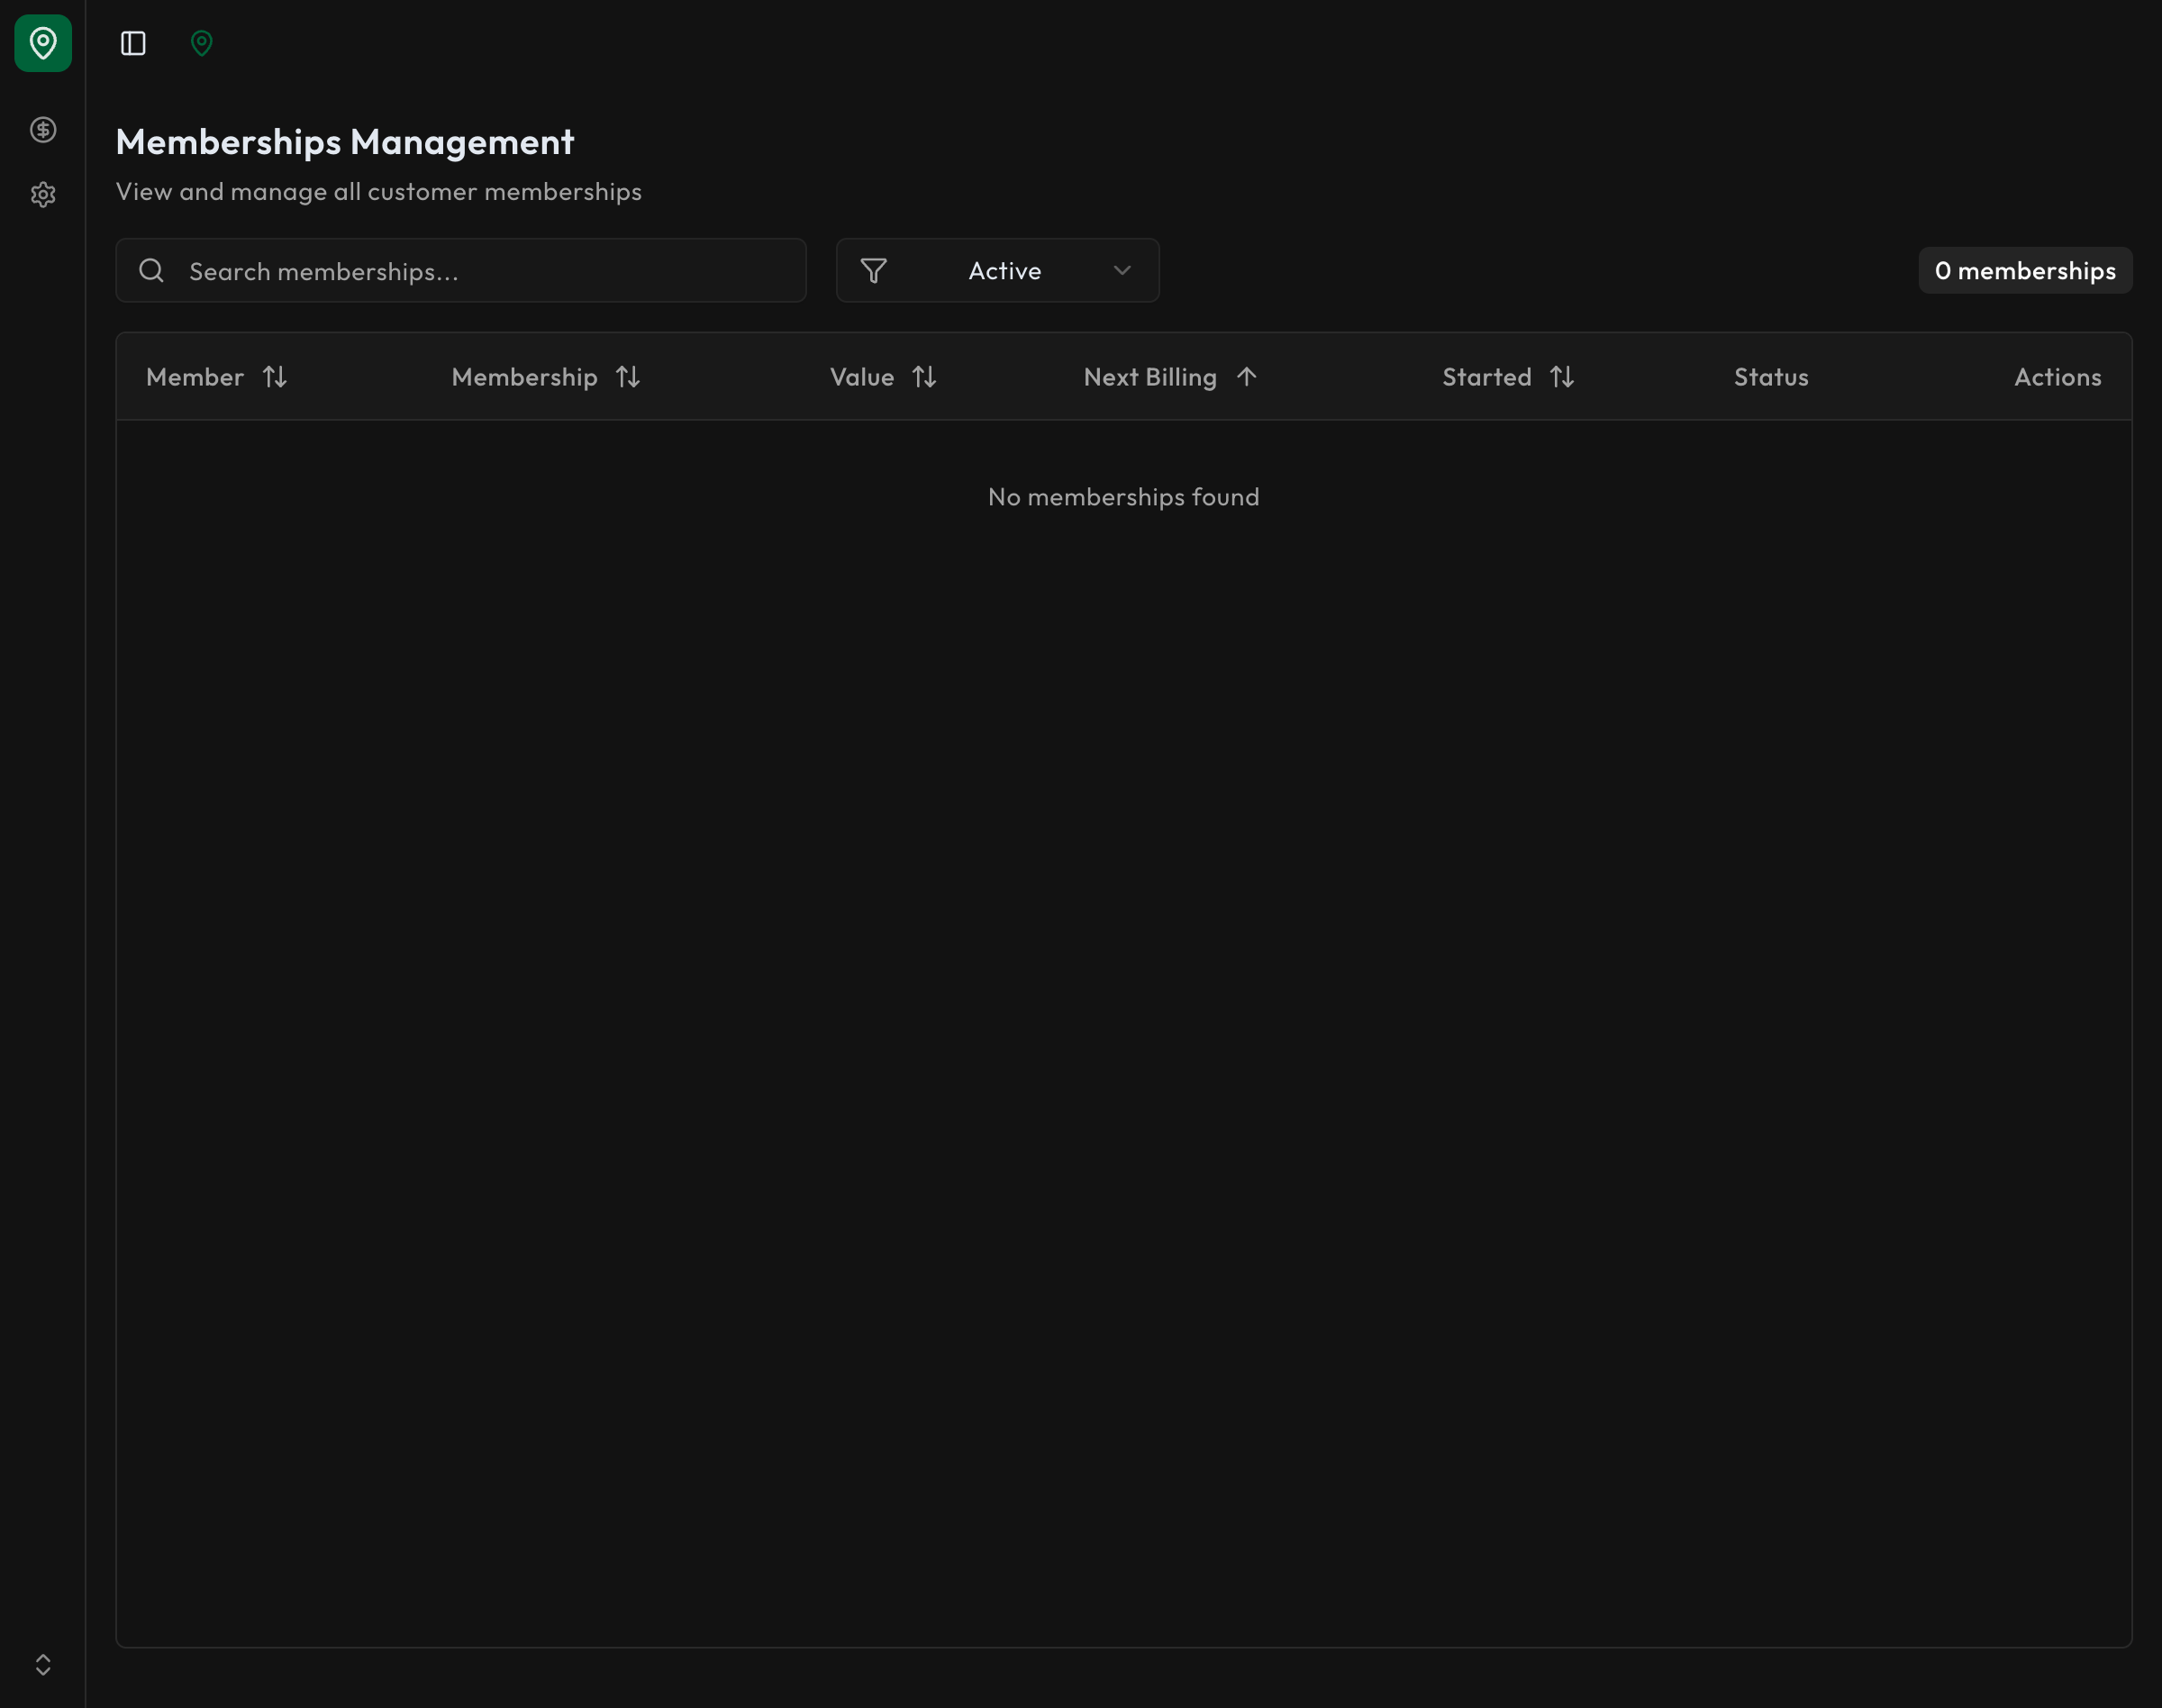 Memberships Management
View and manage all customer memberships
Search memberships...
Active
0 memberships
Member Membership Value Next Billing Started Status Actions
No memberships found